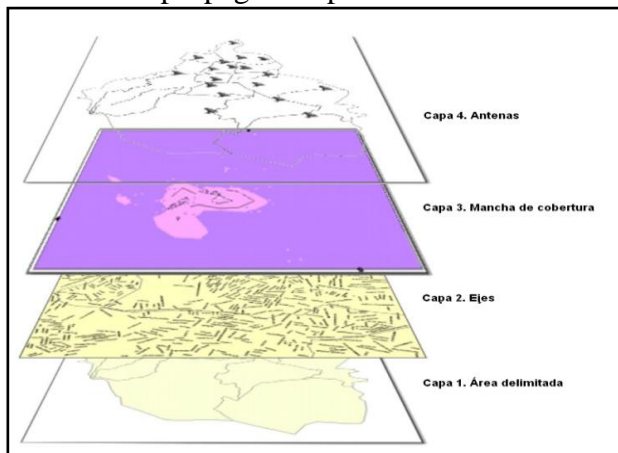 Capa 4. Antenas
Capa 3. Mancha de cobertura
Capa 2. Ejes
Capa 1. Área delimitada